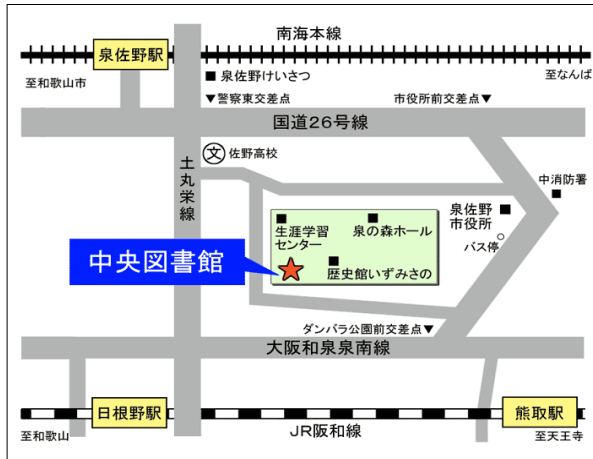 南海本線
泉佐野駅
至和歌山市
■泉佐野けいさつ
至なんば
▼警察東交差点
市役所前交差点▼
国道26号線
文 佐野高校
土丸栄線
中消防署
泉佐野
市役所
バス停
生涯学習
センター
泉の森ホール
中央図書館
歴史館いずみさの
ダンバラ公園前交差点▼
大阪和泉泉南線
日根野駅
熊取駅
至和歌山
JR阪和線
至天王寺